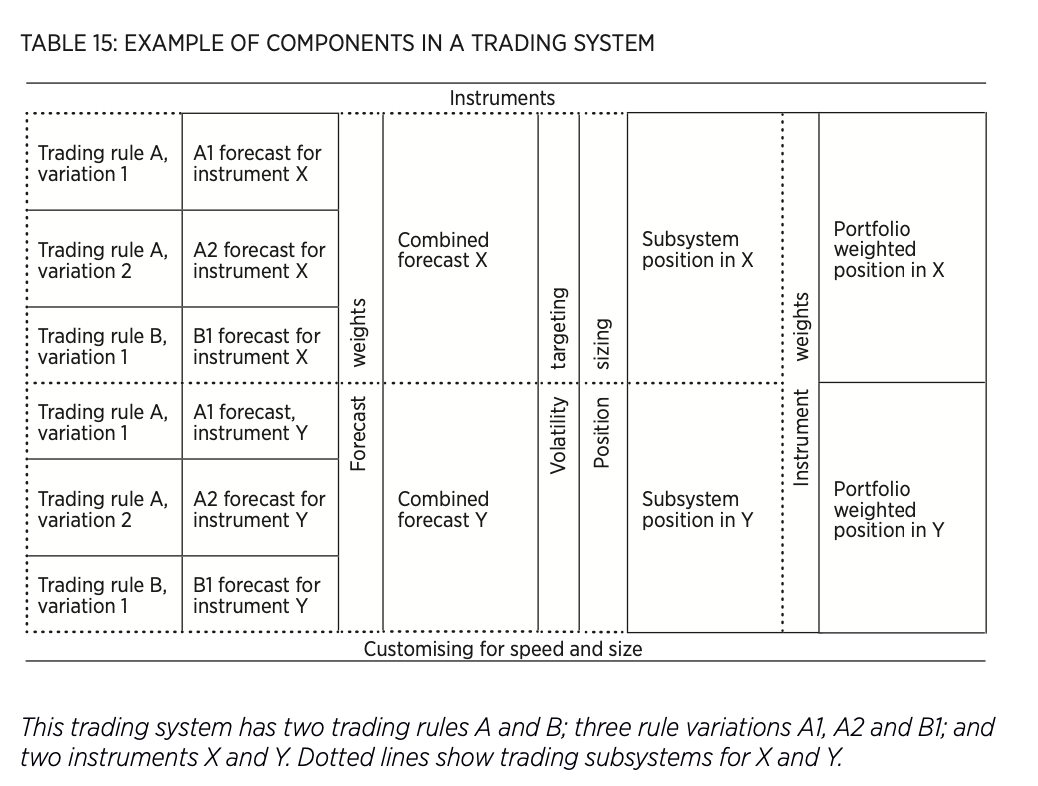 TABLE 15: EXAMPLE OF COMPONENTS IN A TRADING SYSTEM
Instruments
Trading rule A,
variation 1
A1 forecast for
instrument X
Trading rule A,
variation 2
A2 forecast for
instrument X
Trading rule B,
variation 1
B1 forecast for
instrument X
Trading rule A,
variation 1
A1 forecast,
instrument Y
Trading rule A,
variation 2
A2 forecast for
instrument Y
Trading rule B,
variation 1
B1 forecast for
instrument Y
Forecast weights
Combined
forecast X
Combined
forecast Y
Volatility targeting
Position sizing
Subsystem
position in X
Subsystem
position in Y
Instrument weights
Portfolio
weighted
position in X
Portfolio
weighted
position in Y
Customising for speed and size
This trading system has two trading rules A and B; three rule variations A1, A2 and B1; and
two instruments X and Y. Dotted lines show trading subsystems for X and Y.